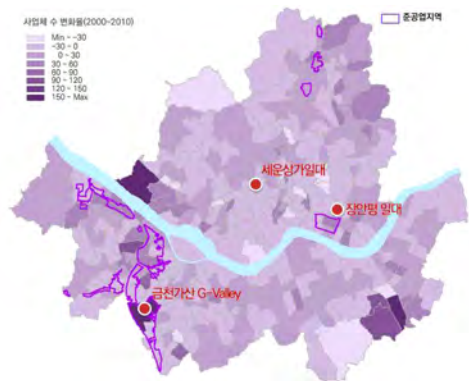 사업체 수 변화율(2000~2010)
준공업지역
Min ~ -30
-30 ~ 0
0 ~ 30
30 ~ 60
60 ~ 90
90 ~ 120
120 ~ 150
150 ~ Max
세운상가일대
장안평 일대
금천가산 G-Valley